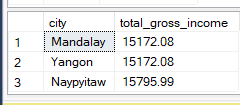 city total_gross_income
1 Mandalay 15172.08
2 Yangon 15172.08
3 Naypyitaw 15795.99